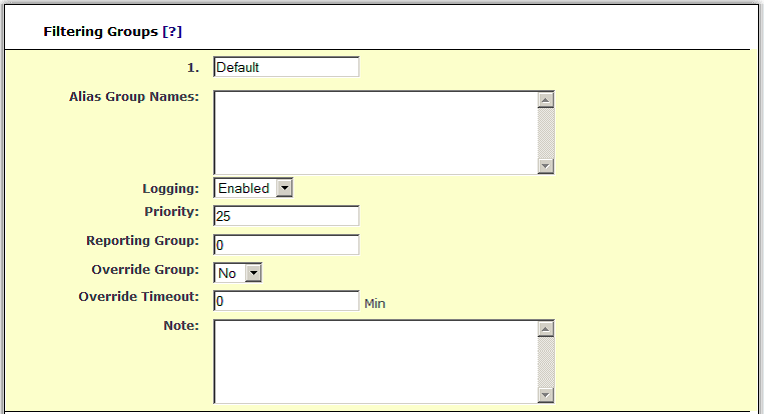 Filtering Groups [?]
1. Default
Alias Group Names:
Logging: Enabled
Priority: 25
Reporting Group: 0
Override Group: No
Override Timeout: 0 Min
Note: